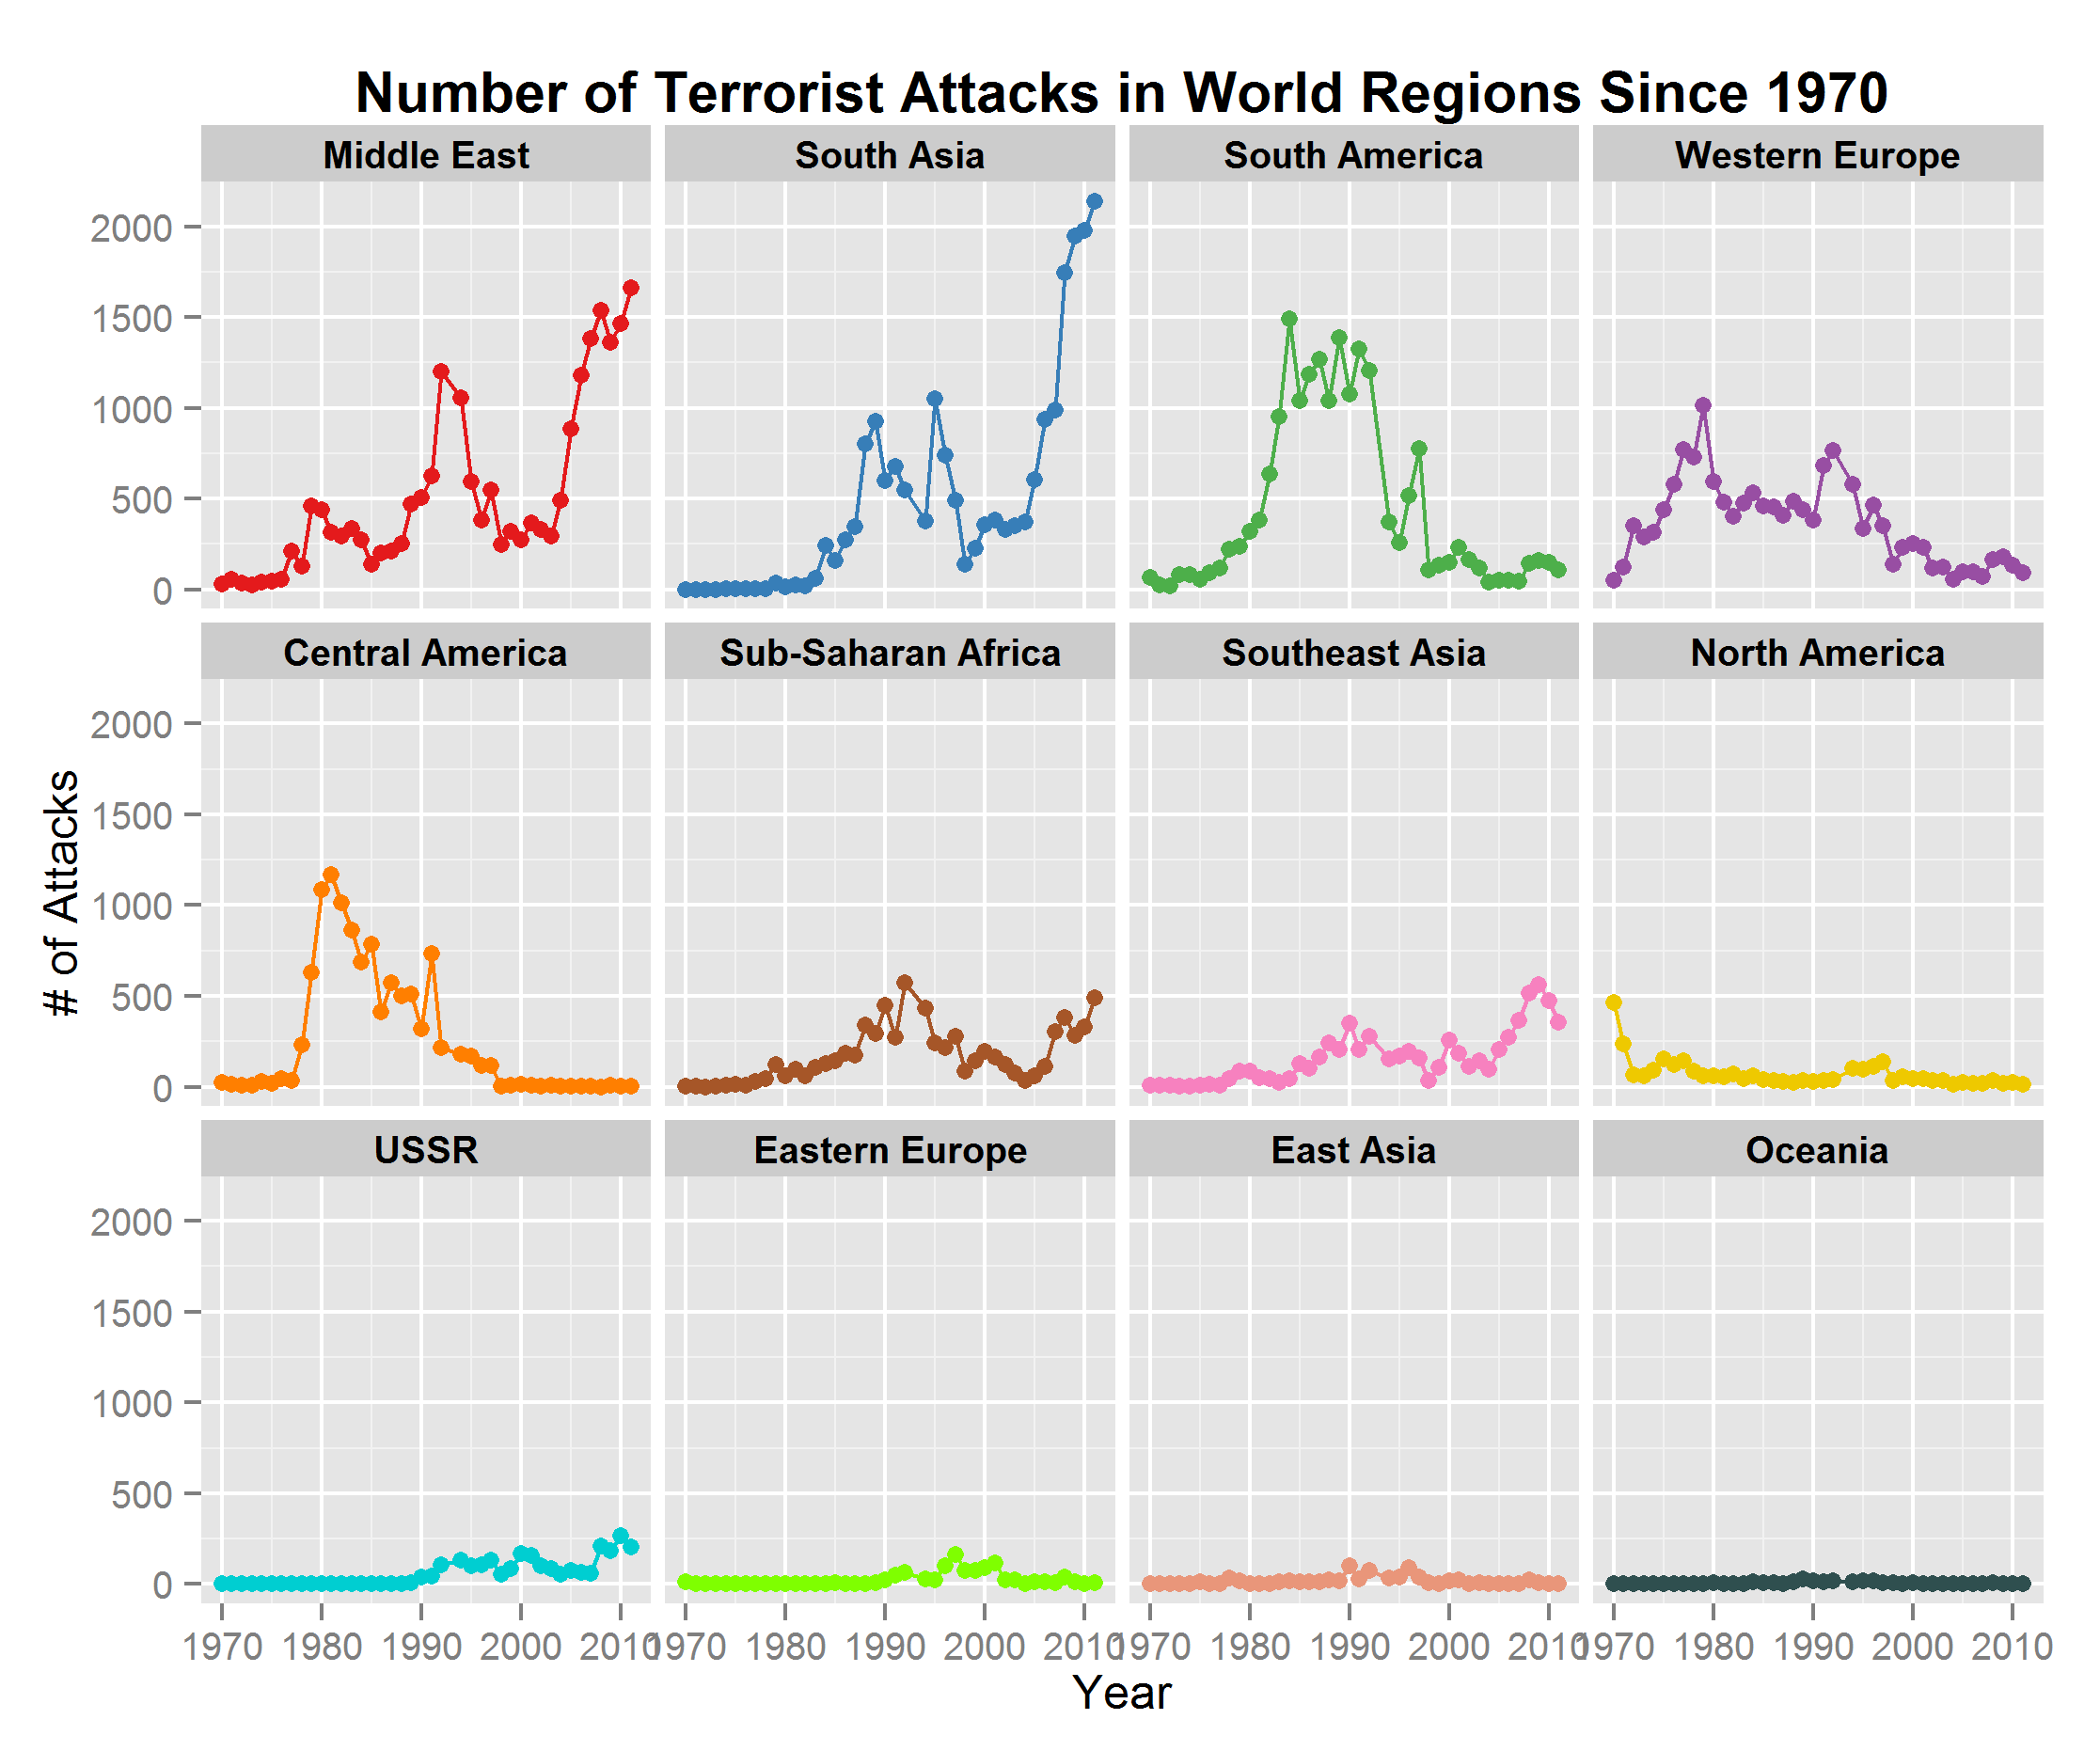 Number of Terrorist Attacks in World Regions Since 1970
Middle East South Asia South America Western Europe
2000
1500
1000
500
0
Central America Sub-Saharan Africa Southeast Asia North America
2000
1500
1000
500
0
# of Attacks
USSR Eastern Europe East Asia Oceania
2000
1500
1000
500
0
1970 1980 1990 2000 2010 1970 1980 1990 2000 2010 1970 1980 1990 2000 2010 1970 1980 1990 2000 2010
Year